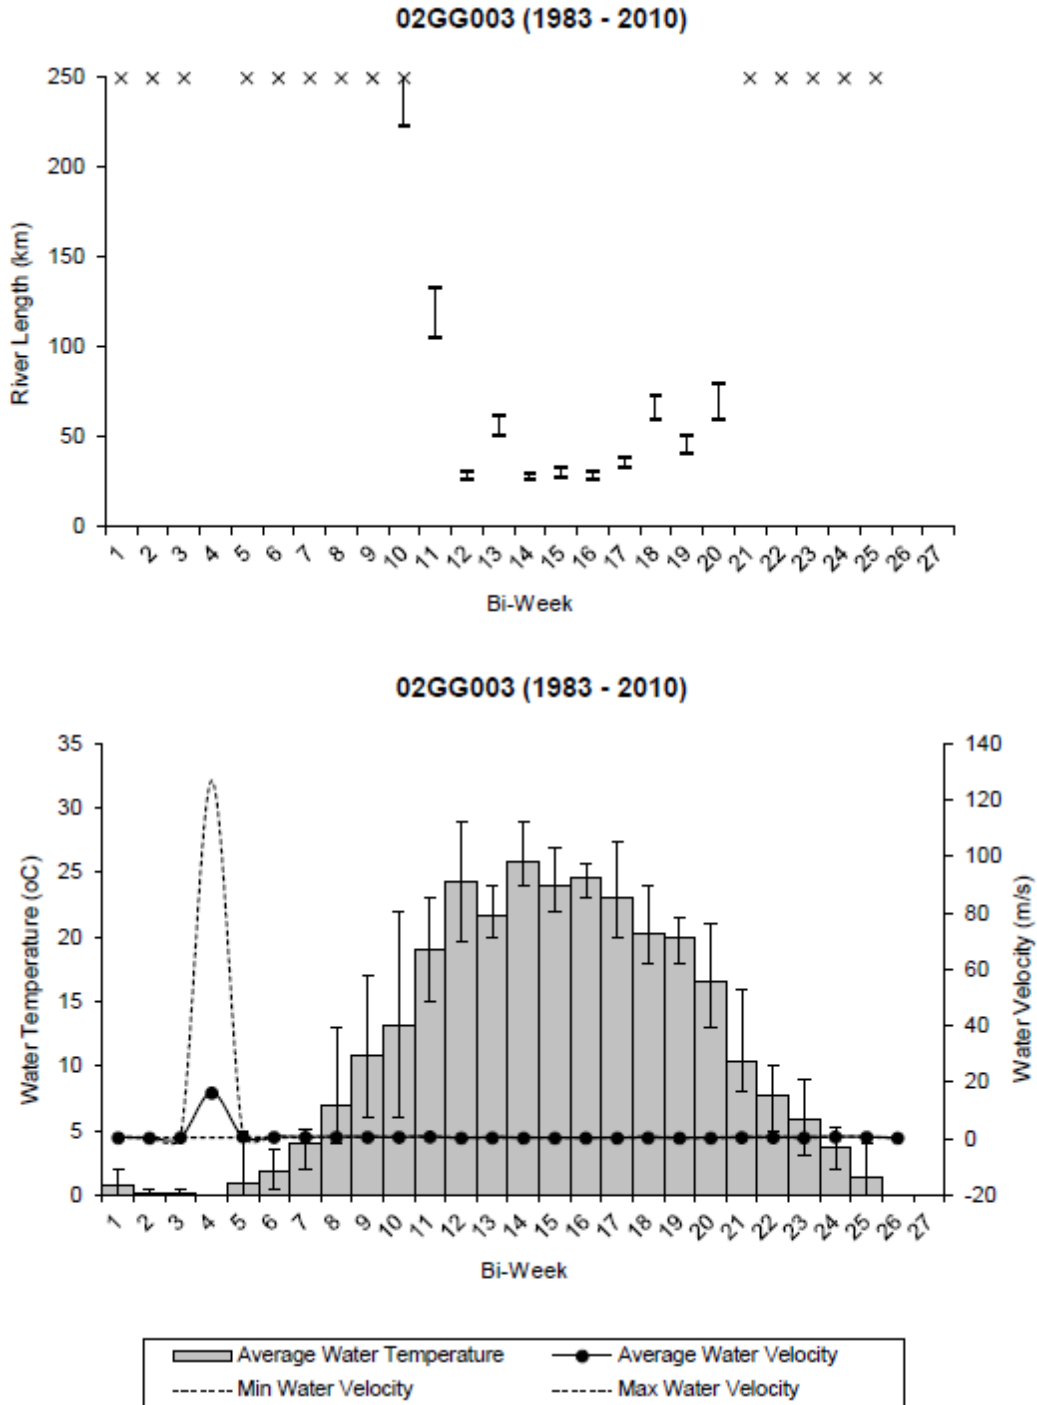 02GG003 (1983 - 2010)
250
200
150
100
50
0
River Length (km)
1 2 3 4 5 6 7 8 9 10 11 12 13 14 15 16 17 18 19 20 21 22 23 24 25 26 27
Bi-Week
02GG003 (1983 - 2010)
35
30
25
20
15
10
5
0
Water Temperature (oC)
140
120
100
80
60
40
20
0
-20
Water Velocity (m/s)
1 2 3 4 5 6 7 8 9 10 11 12 13 14 15 16 17 18 19 20 21 22 23 24 25 26 27
Bi-Week
Average Water Temperature Average Water Velocity
Min Water Velocity Max Water Velocity